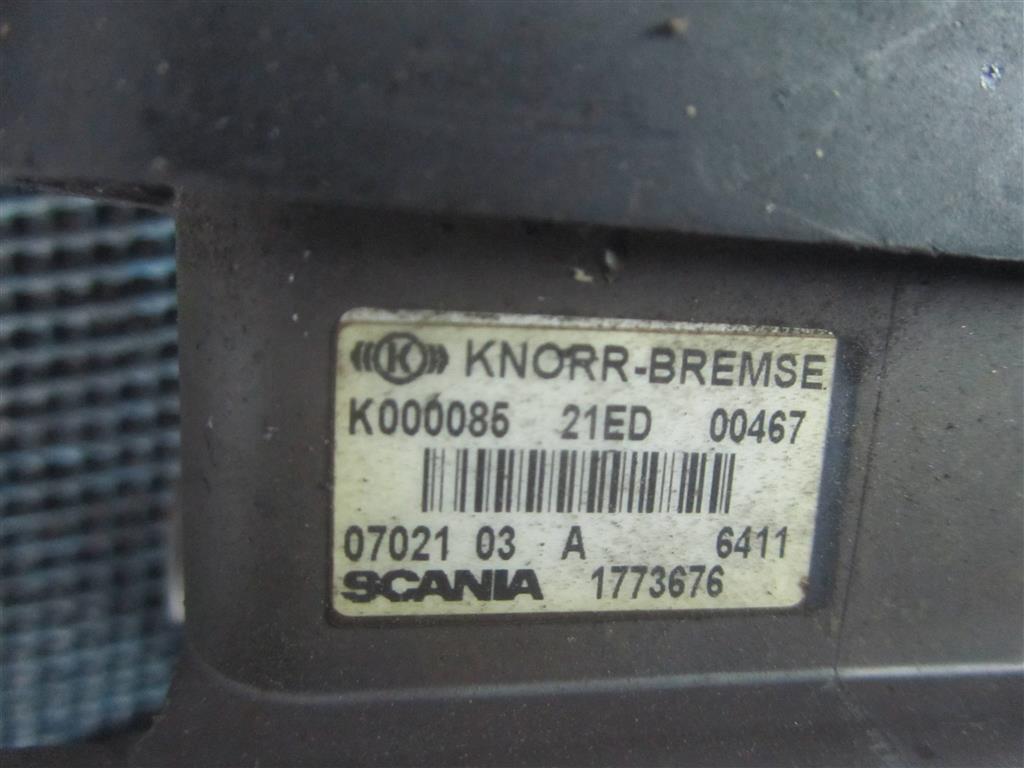 K KNORR-BREMSE
K000085 21ED 00467
07021 03 A 6411
SCANIA 1773676